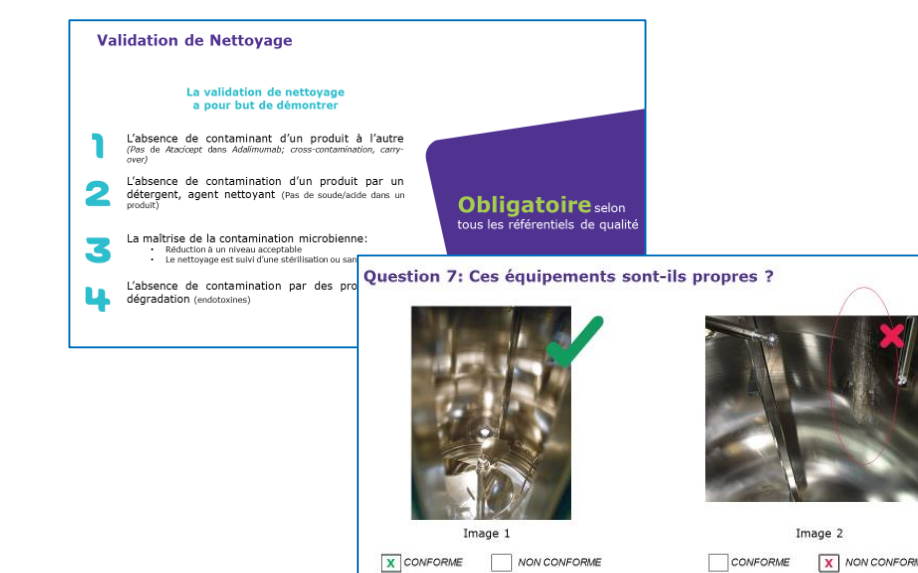 Validation de Nettoyage
La validation de nettoyage
a pour but de démontrer
1
L'absence de contaminant d'un produit à l'autre
(Pas de Atacicept dans Adalimumab; cross-contamination, carry-
over)
2
L'absence de contamination d'un produit par un
détergent, agent nettoyant (Pas de soude/acide dans un
produit)
3
La maîtrise de la contamination microbienne:
• Réduction à un niveau acceptable
• Le nettoyage est suivi d'une stérilisation ou
4
L'absence de contamination par des
dégradation (endotoxines)
Obligatoire selon
tous les référentiels de qualité
Question 7: Ces équipements sont-ils propres ?
Image 1
Image 2
X CONFORME
NON CONFORME
CONFORME
X NON CONFORM